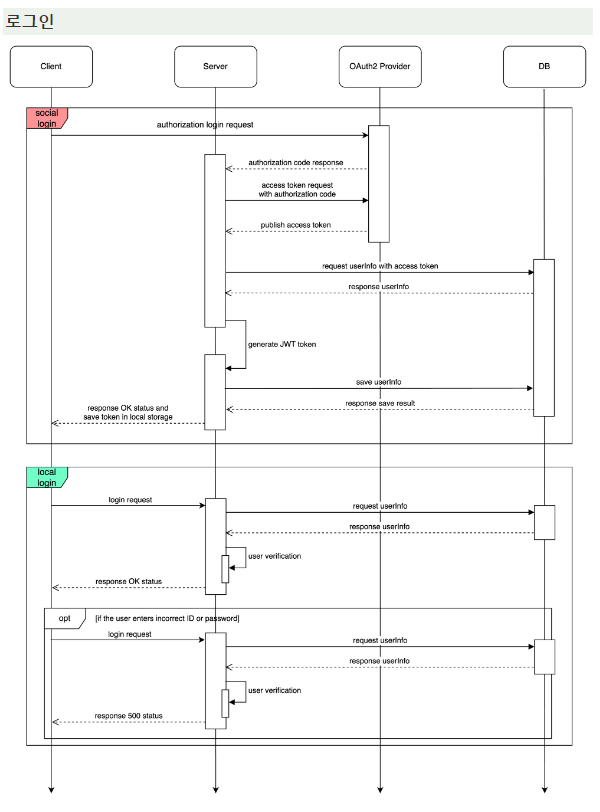 로그인
Client
Server
OAuth2 Provider
DB
social
login
authorization login request
authorization code response
access token request
with authorization code
publish access token
request userInfo with access token
response userInfo
generate JWT token
save userInfo
response OK status and
save token in local storage
response save result
local
login
login request
request userInfo
response userInfo
user verification
response OK status
opt
[if the user enters incorrect ID or password]
login request
request userInfo
response userInfo
user verification
response 500 status